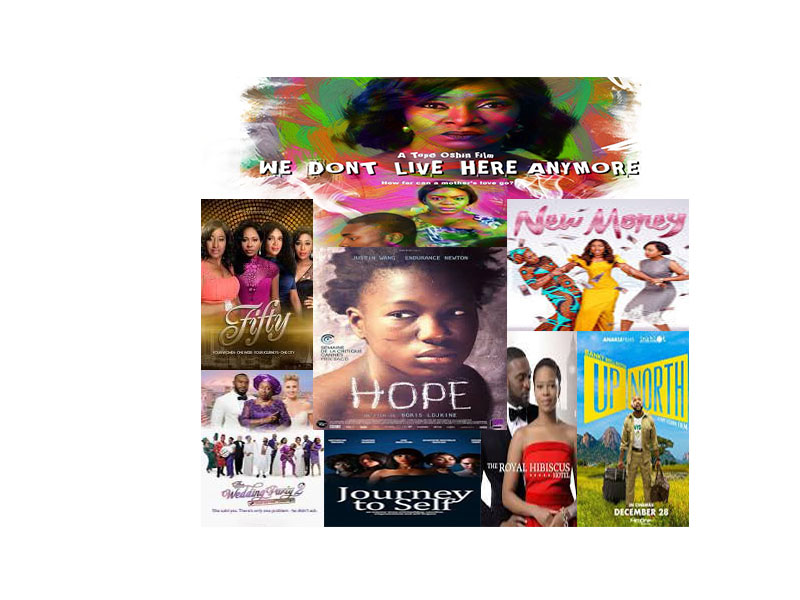 A Tope Oshin Film
WE DONT LIVE HERE ANYMORE
How far can a mother's love go?
Fifty
FOUR WOMEN · ONE WEEK · FOUR JOURNEYS · ONE CITY
New Money
JUSTIN WANG ENDURANCE NEWTON
SEMAINE
DE LA CRITIQUE
CANNES
HOPE
UN FILM DE BORIS LOJKINE
UP NORTH
IN CINEMAS
DECEMBER 28
THE ROYAL HIBISCUS
HOTEL
The
Wedding Party 2
She said yes. There's only one problem - he didn't ask.
Journey
to Self